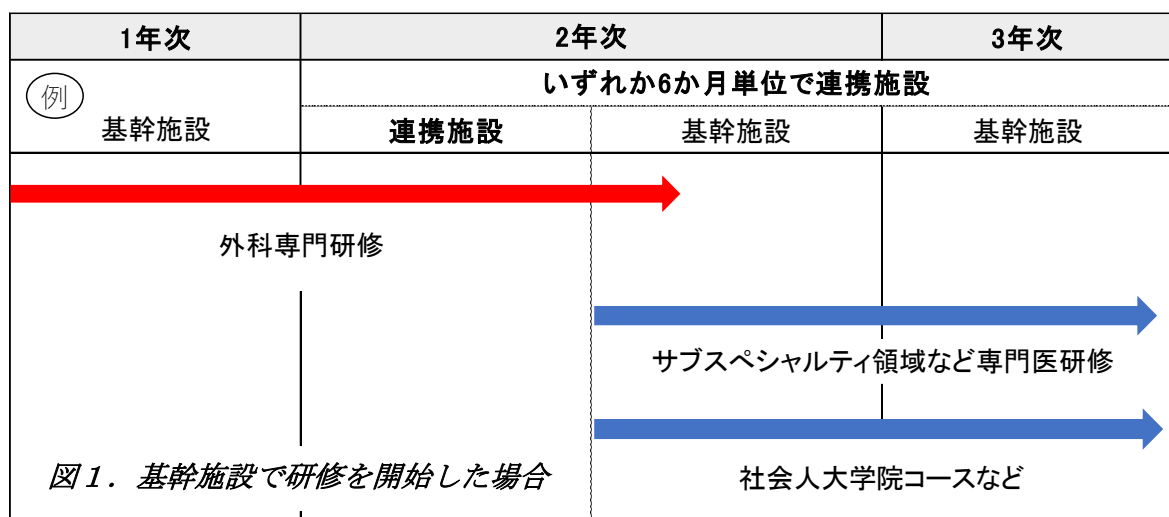 1年次 2年次 3年次
いずれか6か月単位で連携施設
例
基幹施設 連携施設 基幹施設 基幹施設
外科専門研修
サブスペシャルティ領域など専門医研修
図１．基幹施設で研修を開始した場合
社会人大学院コースなど